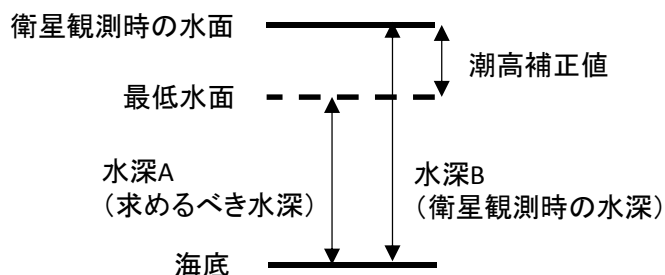 衛星観測時の水面
潮高補正値
最低水面
水深A
（求めるべき水深）
水深B
（衛星観測時の水深）
海底